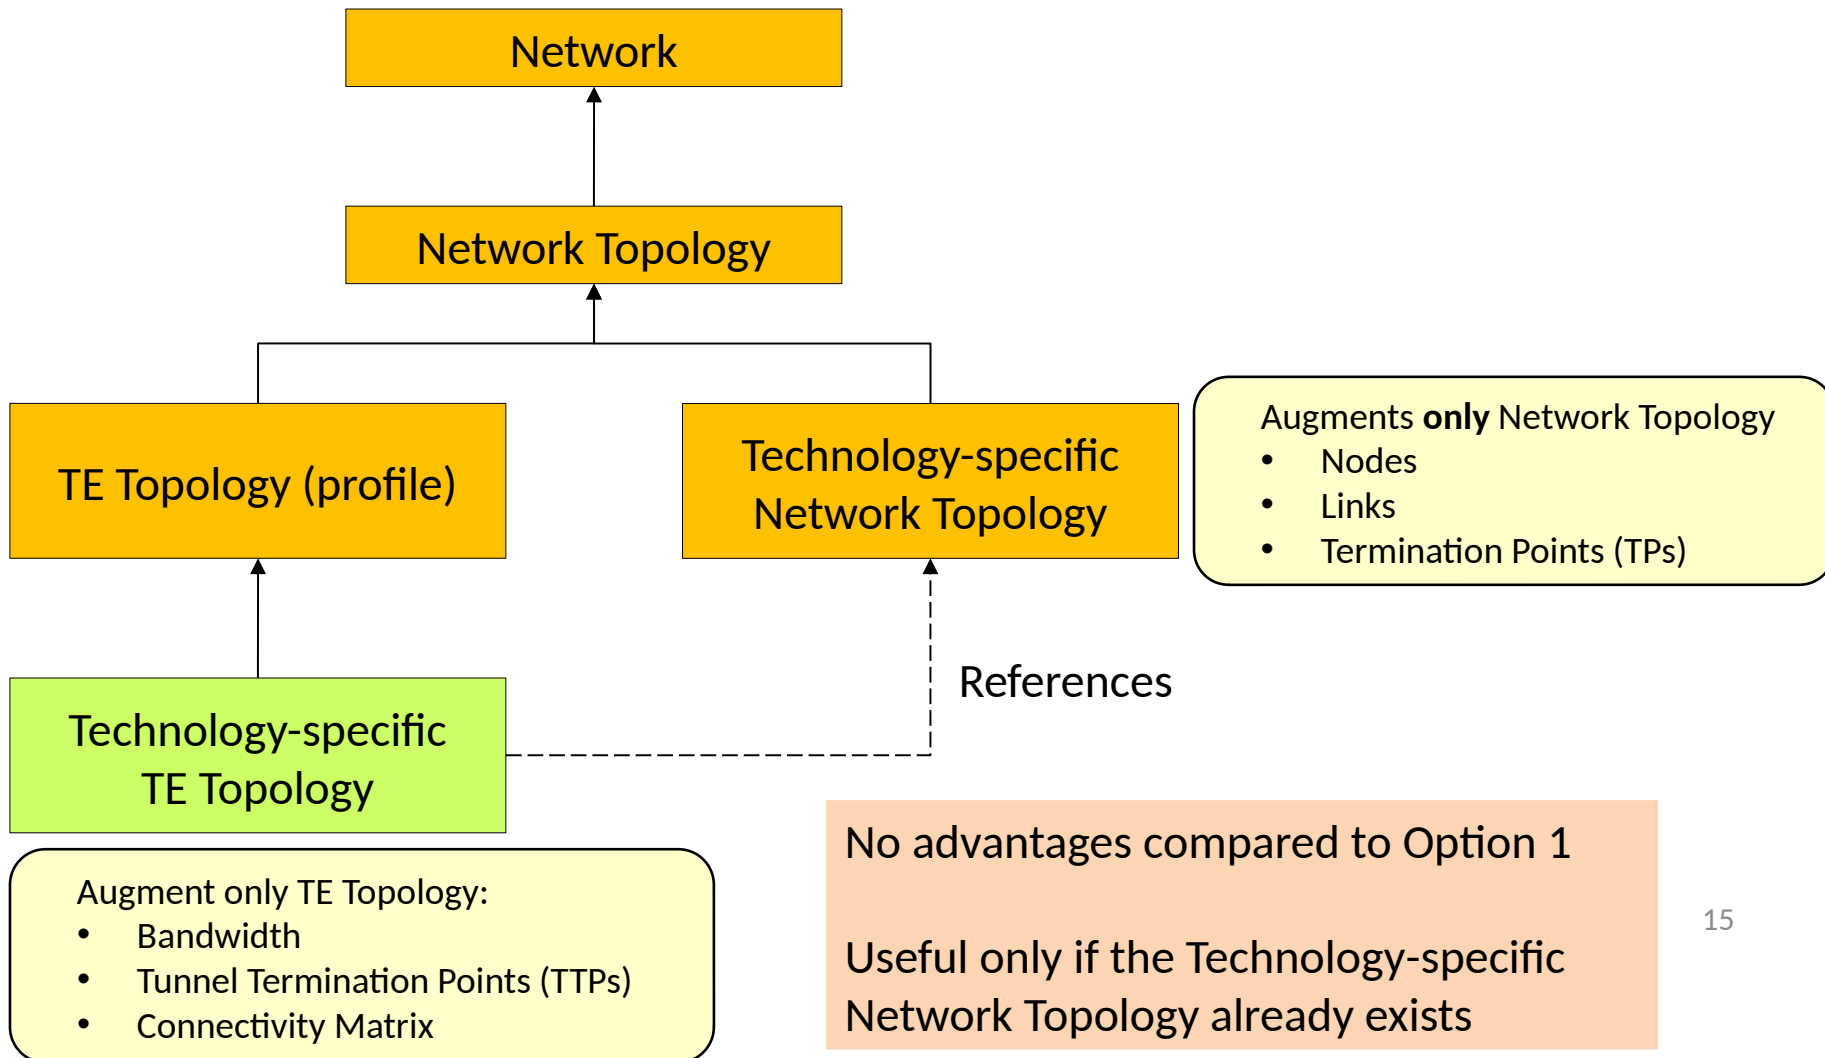 Network
Network Topology
TE Topology (profile)
Technology-specific
Network Topology
Augments only Network Topology
• Nodes
• Links
• Termination Points (TPs)
References
Technology-specific
TE Topology
Augment only TE Topology:
• Bandwidth
• Tunnel Termination Points (TTPs)
• Connectivity Matrix
No advantages compared to Option 1
Useful only if the Technology-specific
Network Topology already exists
15